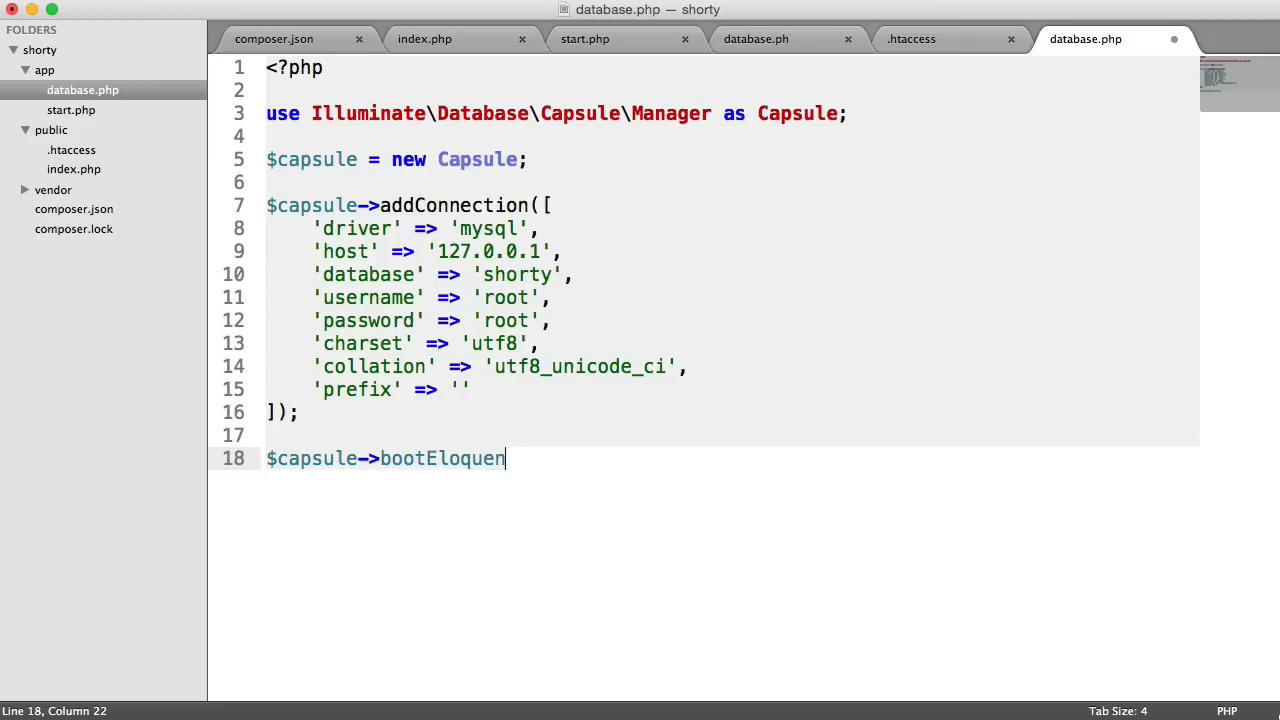 database.php — shorty
FOLDERS
shorty
app
database.php
start.php
public
.htaccess
index.php
vendor
composer.json
composer.lock
composer.json × index.php × start.php × database.ph × .htaccess × database.php
1 <?php
2
3 use Illuminate\Database\Capsule\Manager as Capsule;
4
5 $capsule = new Capsule;
6
7 $capsule->addConnection([
8 'driver' => 'mysql',
9 'host' => '127.0.0.1',
10 'database' => 'shorty',
11 'username' => 'root',
12 'password' => 'root',
13 'charset' => 'utf8',
14 'collation' => 'utf8_unicode_ci',
15 'prefix' => ''
16 ]);
17
18 $capsule->bootEloquen
Line 18, Column 22 Tab Size: 4 PHP